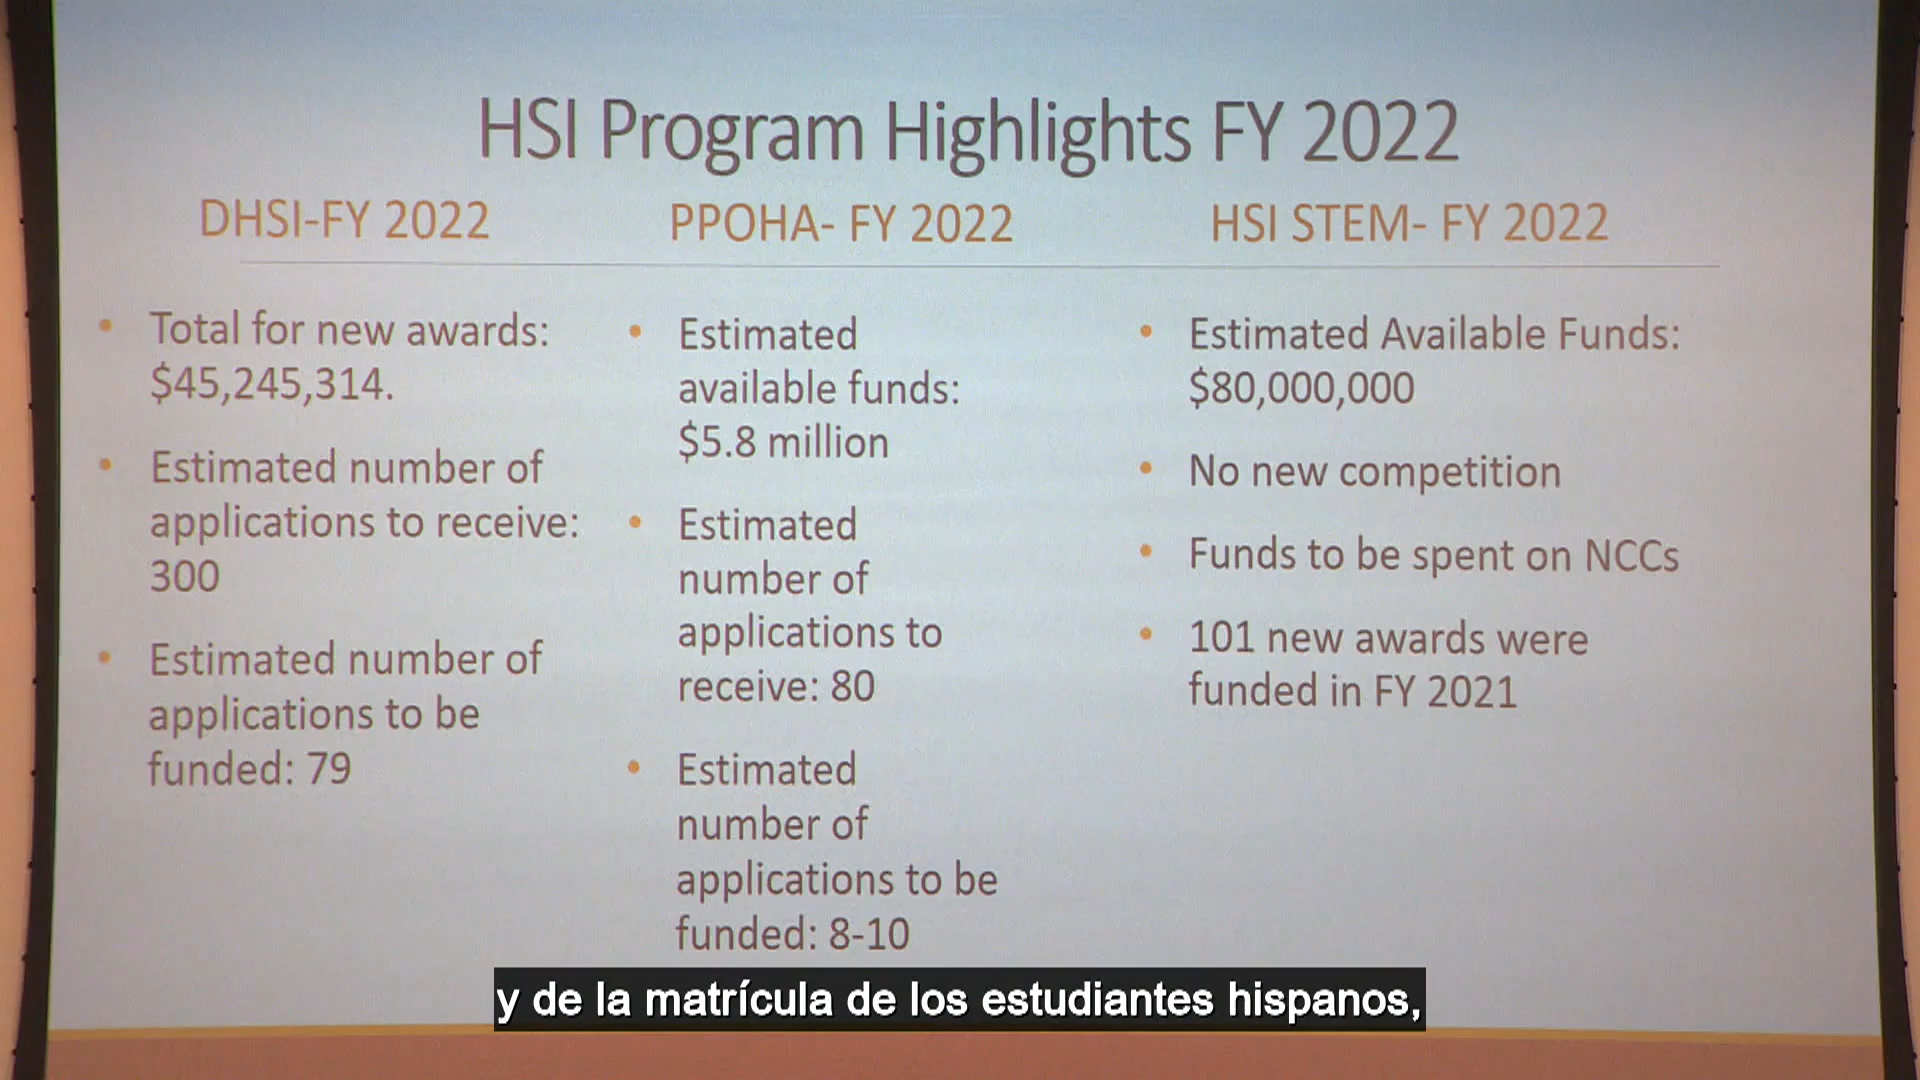 HSI Program Highlights FY 2022
DHSI-FY 2022
• Total for new awards:
$45,245,314.
• Estimated number of
applications to receive:
300
• Estimated number of
applications to be
funded: 79
PPOHA- FY 2022
• Estimated
available funds:
$5.8 million
• Estimated
number of
applications to
receive: 80
• Estimated
number of
applications to be
funded: 8-10
HSI STEM- FY 2022
• Estimated Available Funds:
$80,000,000
• No new competition
• Funds to be spent on NCCs
• 101 new awards were
funded in FY 2021
y de la matrícula de los estudiantes hispanos,